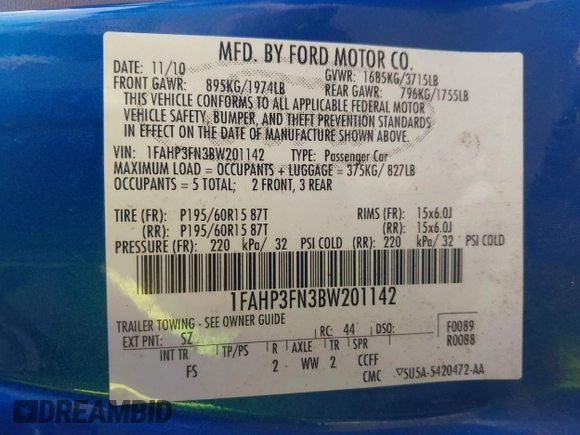 MFD. BY FORD MOTOR CO.
DATE: 11/10 GVWR: 1685KG/3715LB
FRONT GAWR: 895KG/1974LB REAR GAWR: 796KG/1755LB
THIS VEHICLE CONFORMS TO ALL APPLICABLE FEDERAL MOTOR
VEHICLE SAFETY, BUMPER, AND THEFT PREVENTION STANDARDS
IN EFFECT ON THE DATE OF MANUFACTURE SHOWN ABOVE.
VIN: 1FAHP3FN3BW201142 TYPE: Passenger Car
MAXIMUM LOAD = OCCUPANTS + LUGGAGE = 375KG/ 827LB
OCCUPANTS = 5 TOTAL; 2 FRONT, 3 REAR
TIRE (FR): P195/60R15 87T RIMS (FR): 15x6.0J
(RR): P195/60R15 87T (RR): 15x6.0J
PRESSURE (FR): 220 kPa/ 32 PSI COLD (RR): 220 kPa/ 32 PSI COLD
1FAHP3FN3BW201142
TRAILER TOWING - SEE OWNER GUIDE
EXT PNT: SZ RC: 44 DSO: F0089
R0088
INT TR TP/PS R AXLE TR SPR
FS 2 WW 2 CCFF
CMC ▽SU5A-5420472-AA
DREAMBID